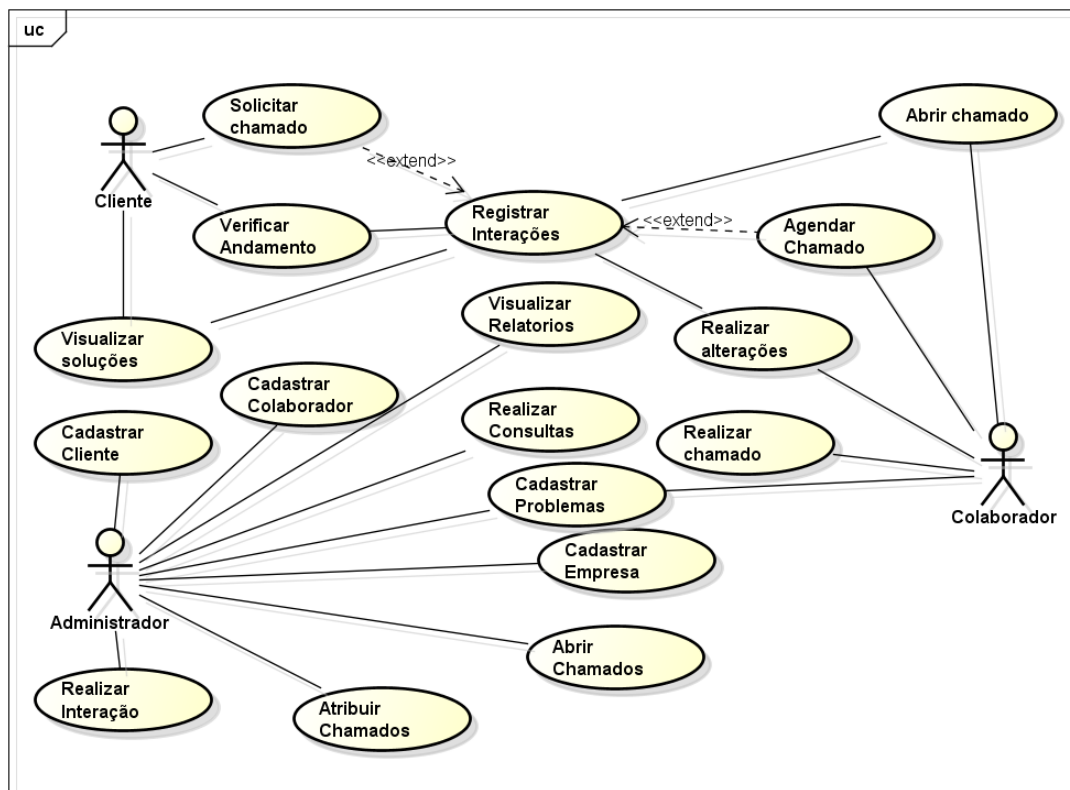 uc
Solicitar
chamado
Abrir chamado
<<extend>>
Cliente
Verificar
Andamento
Registrar
Interações
<<extend>>
Agendar
Chamado
Visualizar
Relatorios
Visualizar
soluções
Realizar
alterações
Cadastrar
Colaborador
Cadastrar
Cliente
Realizar
Consultas
Realizar
chamado
Cadastrar
Problemas
Colaborador
Cadastrar
Empresa
Administrador
Abrir
Chamados
Realizar
Interação
Atribuir
Chamados